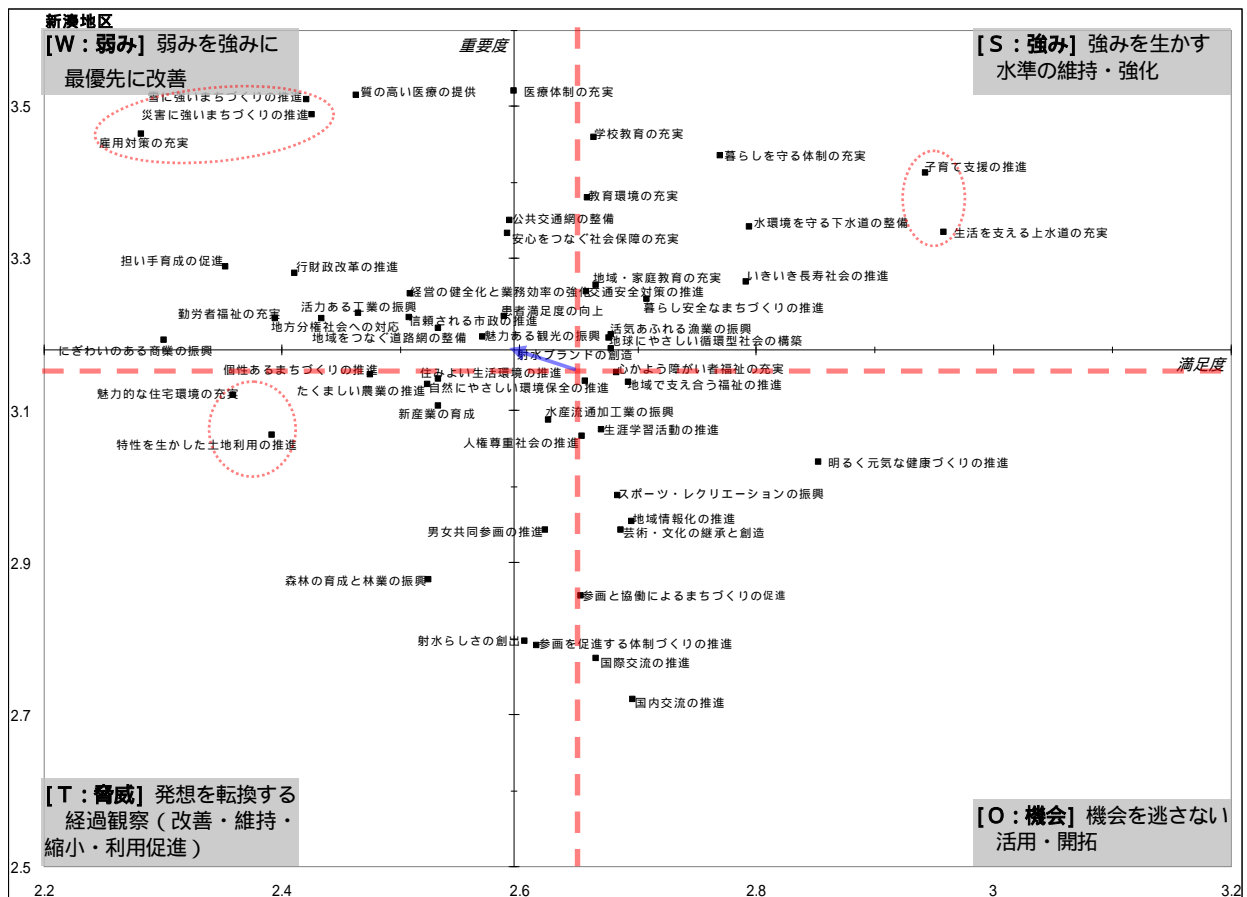 新湊地区
[W：弱み] 弱みを強みに
最優先に改善
重要度
[S：強み] 強みを生かす
水準の維持・強化
雪に強いまちづくりの推進
質の高い医療の提供
医療体制の充実
災害に強いまちづくりの推進
雇用対策の充実
学校教育の充実
暮らしを守る体制の充実
子育て支援の推進
教育環境の充実
公共交通網の整備
水環境を守る下水道の整備
安心をつなぐ社会保障の充実
生活を支える上水道の充実
担い手育成の促進
行財政改革の推進
地域・家庭教育の充実
いきいき長寿社会の推進
経営の健全化と業務効率の強化
交通安全対策の推進
活力ある工業の振興
患者満足度の向上
暮らし安全なまちづくりの推進
勤労者福祉の充実
地方分権社会への対応
信頼される市政の推進
活気あふれる漁業の振興
地域をつなぐ道路網の整備
魅力ある観光の振興
地球にやさしい循環型社会の構築
にぎわいのある商業の振興
射水ブランドの創造
満足度
個性あるまちづくりの推進
住みよい生活環境の推進
心かよう障がい者福祉の充実
魅力的な住宅環境の充実
たくましい農業の推進
自然にやさしい環境保全の推進
地域で支え合う福祉の推進
新産業の育成
水産流通加工業の振興
生涯学習活動の推進
特性を生かした土地利用の推進
人権尊重社会の推進
明るく元気な健康づくりの推進
スポーツ・レクリエーションの振興
地域情報化の推進
男女共同参画の推進
芸術・文化の継承と創造
森林の育成と林業の振興
参画と協働によるまちづくりの促進
射水らしさの創出
参画を促進する体制づくりの推進
国際交流の推進
国内交流の推進
[T：脅威] 発想を転換する
経過観察（改善・維持・
縮小・利用促進）
[O：機会] 機会を逃さない
活用・開拓
3.5
3.3
3.1
2.9
2.7
2.5
2.2
2.4
2.6
2.8
3
3.2